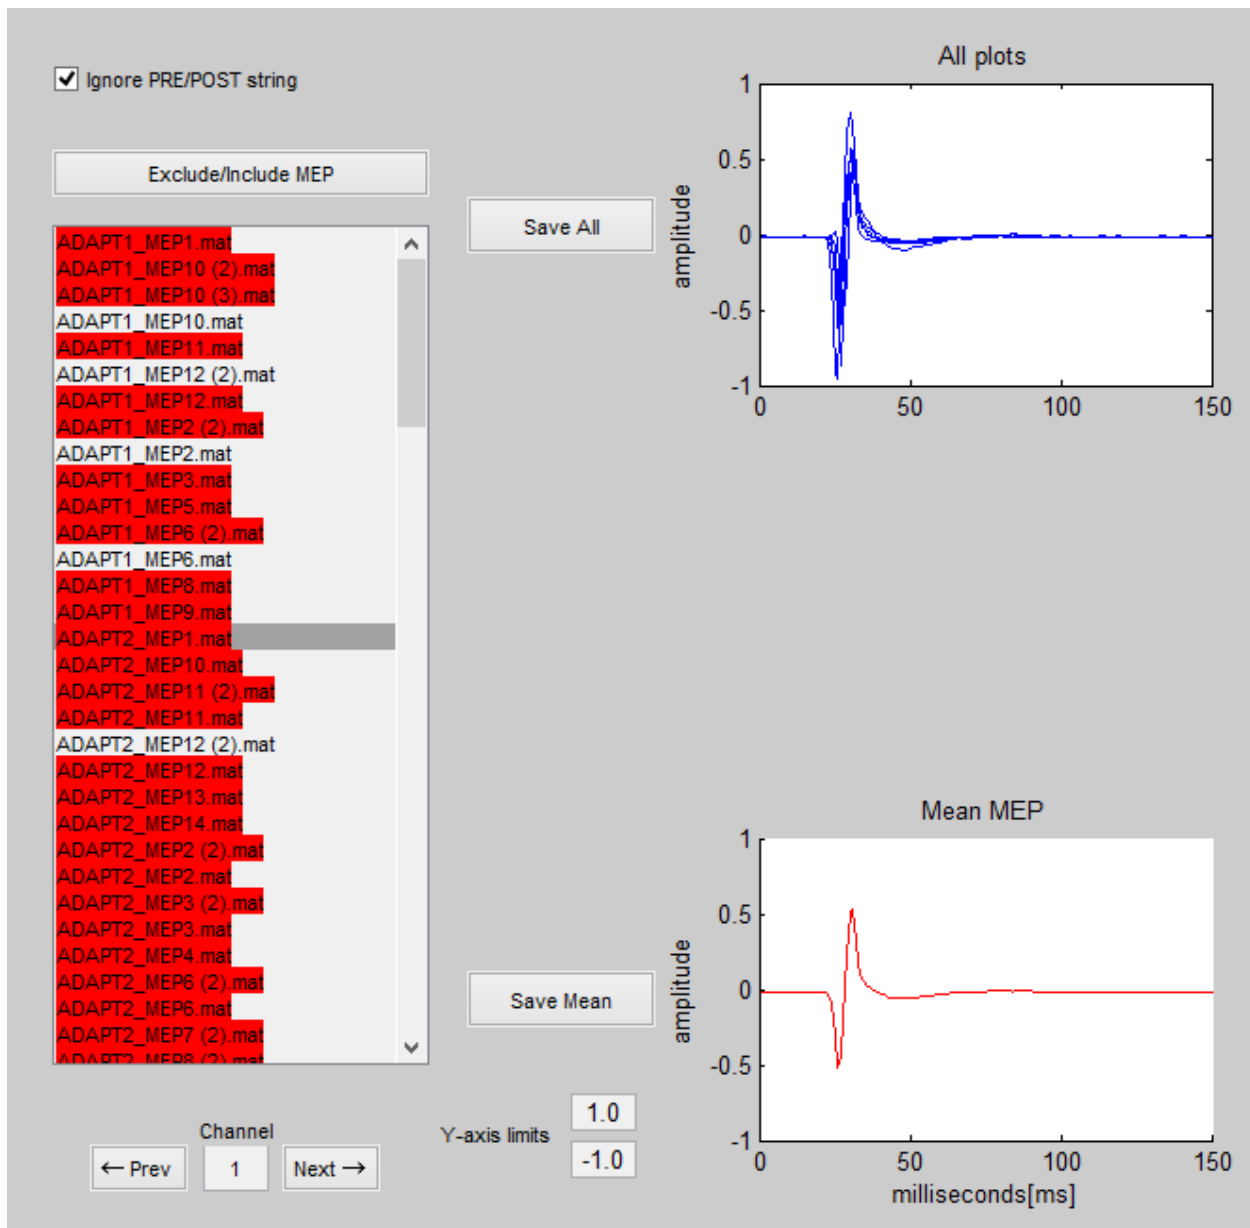 Ignore PRE/POST string
Exclude/Include MEP
ADAPT1_MEP1.mat
ADAPT1_MEP10 (2).mat
ADAPT1_MEP10 (3).mat
ADAPT1_MEP10.mat
ADAPT1_MEP11.mat
ADAPT1_MEP12 (2).mat
ADAPT1_MEP12.mat
ADAPT1_MEP2 (2).mat
ADAPT1_MEP2.mat
ADAPT1_MEP3.mat
ADAPT1_MEP5.mat
ADAPT1_MEP6 (2).mat
ADAPT1_MEP6.mat
ADAPT1_MEP8.mat
ADAPT1_MEP9.mat
ADAPT2_MEP1.mat
ADAPT2_MEP10.mat
ADAPT2_MEP11 (2).mat
ADAPT2_MEP11.mat
ADAPT2_MEP12 (2).mat
ADAPT2_MEP12.mat
ADAPT2_MEP13.mat
ADAPT2_MEP14.mat
ADAPT2_MEP2 (2).mat
ADAPT2_MEP2.mat
ADAPT2_MEP3 (2).mat
ADAPT2_MEP3.mat
ADAPT2_MEP4.mat
ADAPT2_MEP6 (2).mat
ADAPT2_MEP6.mat
ADAPT2_MEP7 (2).mat
ADAPT2_MEP8 (2).mat
Channel
← Prev
1
Next →
Save All
Save Mean
Y-axis limits
1.0
-1.0
All plots
amplitude
1
0.5
0
-0.5
-1
0 50 100 150
Mean MEP
amplitude
1
0.5
0
-0.5
-1
0 50 100 150
milliseconds[ms]